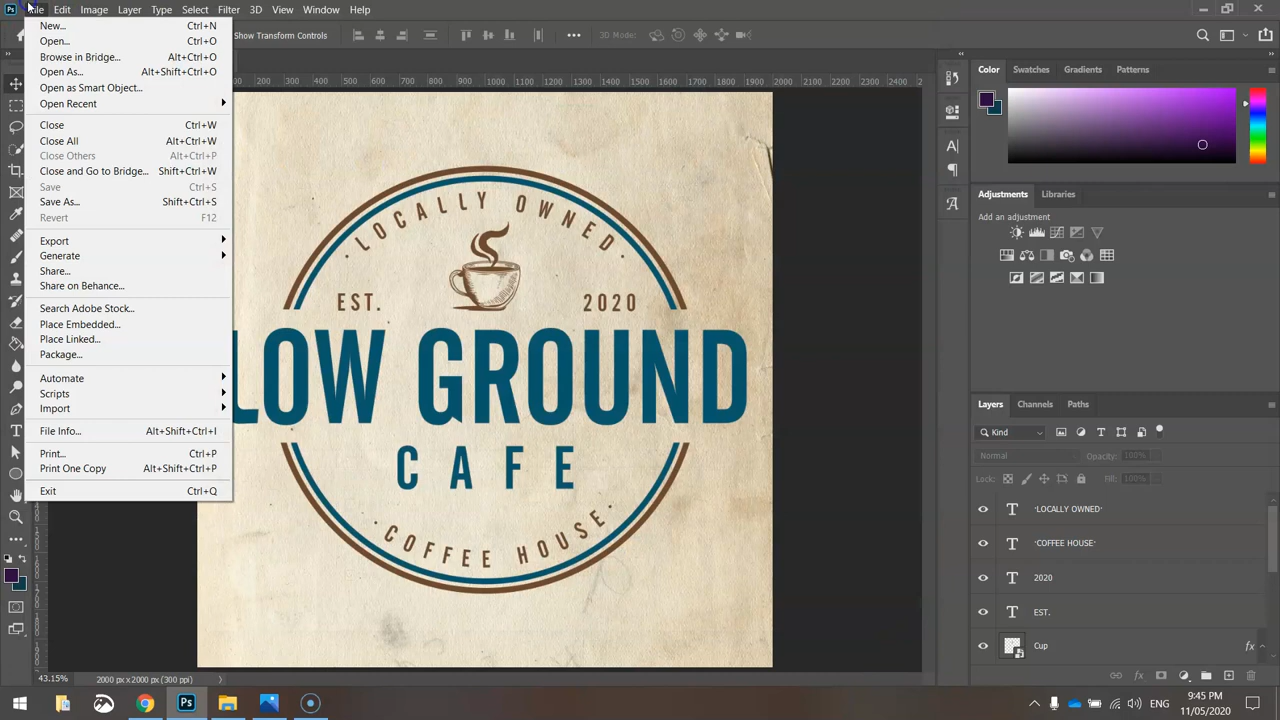 Ps File Edit Image Layer Type Select Filter 3D View Window Help
Show Transform Controls
3D Mode:
New... Ctrl+N
Open... Ctrl+O
Browse in Bridge... Alt+Ctrl+O
Open As... Alt+Shift+Ctrl+O
Open as Smart Object...
Open Recent
Close Ctrl+W
Close All Alt+Ctrl+W
Close Others Alt+Ctrl+P
Close and Go to Bridge... Shift+Ctrl+W
Save Ctrl+S
Save As... Shift+Ctrl+S
Revert F12
Export
Generate
Share...
Share on Behance...
Search Adobe Stock...
Place Embedded...
Place Linked...
Package...
Automate
Scripts
Import
File Info... Alt+Shift+Ctrl+I
Print... Ctrl+P
Print One Copy Alt+Shift+Ctrl+P
Exit Ctrl+Q
200 300 400 500 600 700 800 900 1000 1100 1200 1300 1400 1500 1600 1700 1800 1900 2000 2100 2200 2300 2400
LOCALLY OWNED
EST. 2020
LOW GROUND
CAFE
COFFEE HOUSE
Color Swatches Gradients Patterns
Adjustments Libraries
Add an adjustment
Layers Channels Paths
Kind
Normal Opacity: 100%
Lock: Fill: 100%
T ·LOCALLY OWNED·
T ·COFFEE HOUSE·
T 2020
T EST.
Cup fx
43.15% 2000 px x 2000 px (300 ppi)
Ps
ENG
9:45 PM
11/05/2020